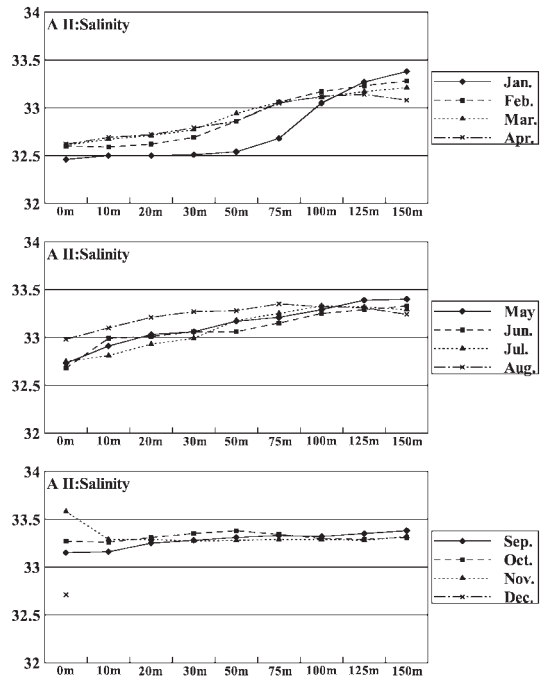 34
A II:Salinity
33.5
33
32.5
32
0m 10m 20m 30m 50m 75m 100m 125m 150m
Jan.
Feb.
Mar.
Apr.
34
A II:Salinity
33.5
33
32.5
32
0m 10m 20m 30m 50m 75m 100m 125m 150m
May
Jun.
Jul.
Aug.
34
A II:Salinity
33.5
33
32.5
32
0m 10m 20m 30m 50m 75m 100m 125m 150m
Sep.
Oct.
Nov.
Dec.